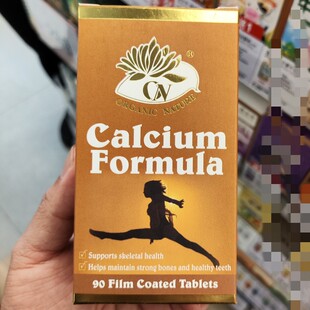 ®
ON
ORGANIC NATURE
Calcium
Formula
Supports skeletal health
Helps maintain strong bones and healthy teeth
90 Film Coated Tablets